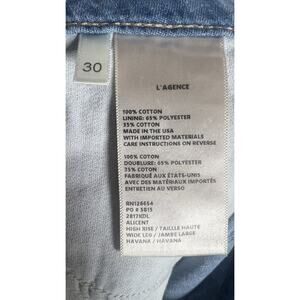 30
L'AGENCE
100% COTTON
LINING: 65% POLYESTER
35% COTTON
MADE IN THE USA
WITH IMPORTED MATERIALS
CARE INSTRUCTIONS ON REVERSE
100% COTON
DOUBLURE: 65% POLYESTER
35% COTON
FABRIQUÉ AUX ÉTATS-UNIS
AVEC DES MATÉRIAUX IMPORTÉS
ENTRETIEN AU VERSO
RN126654
PO # 5815
2817KDL
ALICENT
HIGH RISE / TAILLE HAUTE
WIDE LEG / JAMBE LARGE
HAVANA / HAVANA